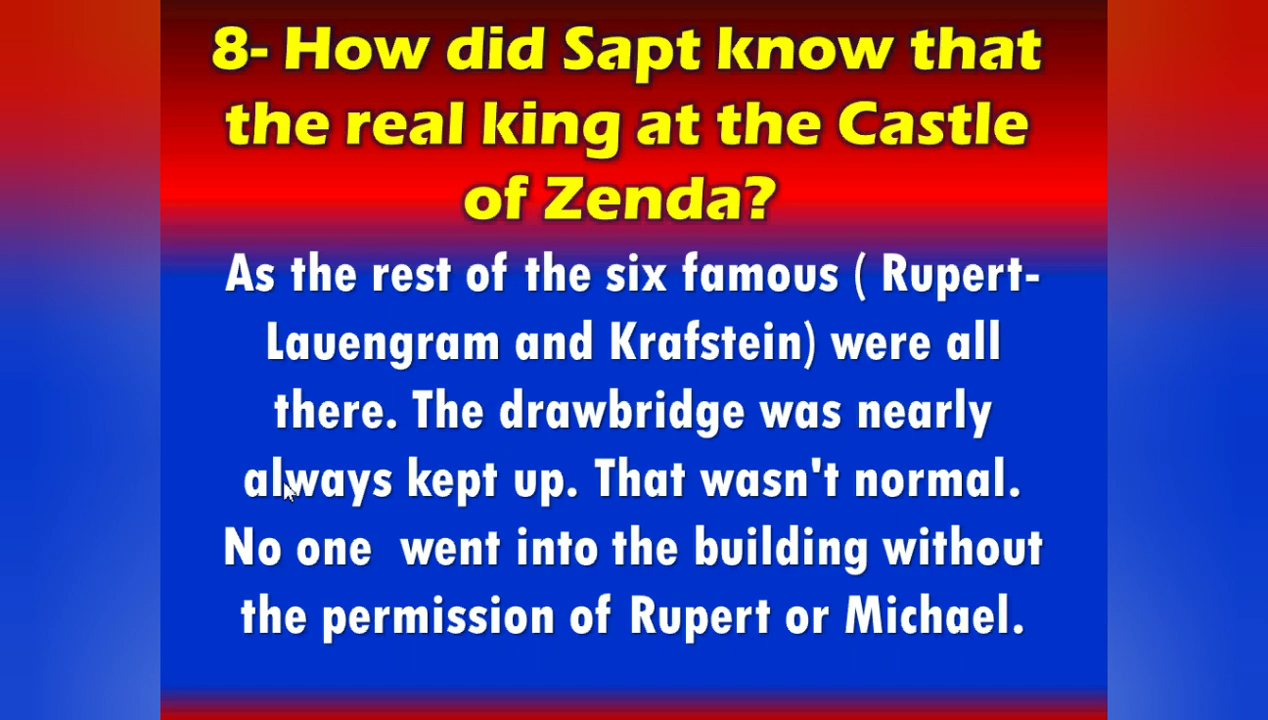 8- How did Sapt know that
the real king at the Castle
of Zenda?
As the rest of the six famous ( Rupert-
Lauengram and Krafstein) were all
there. The drawbridge was nearly
always kept up. That wasn't normal.
No one  went into the building without
the permission of Rupert or Michael.